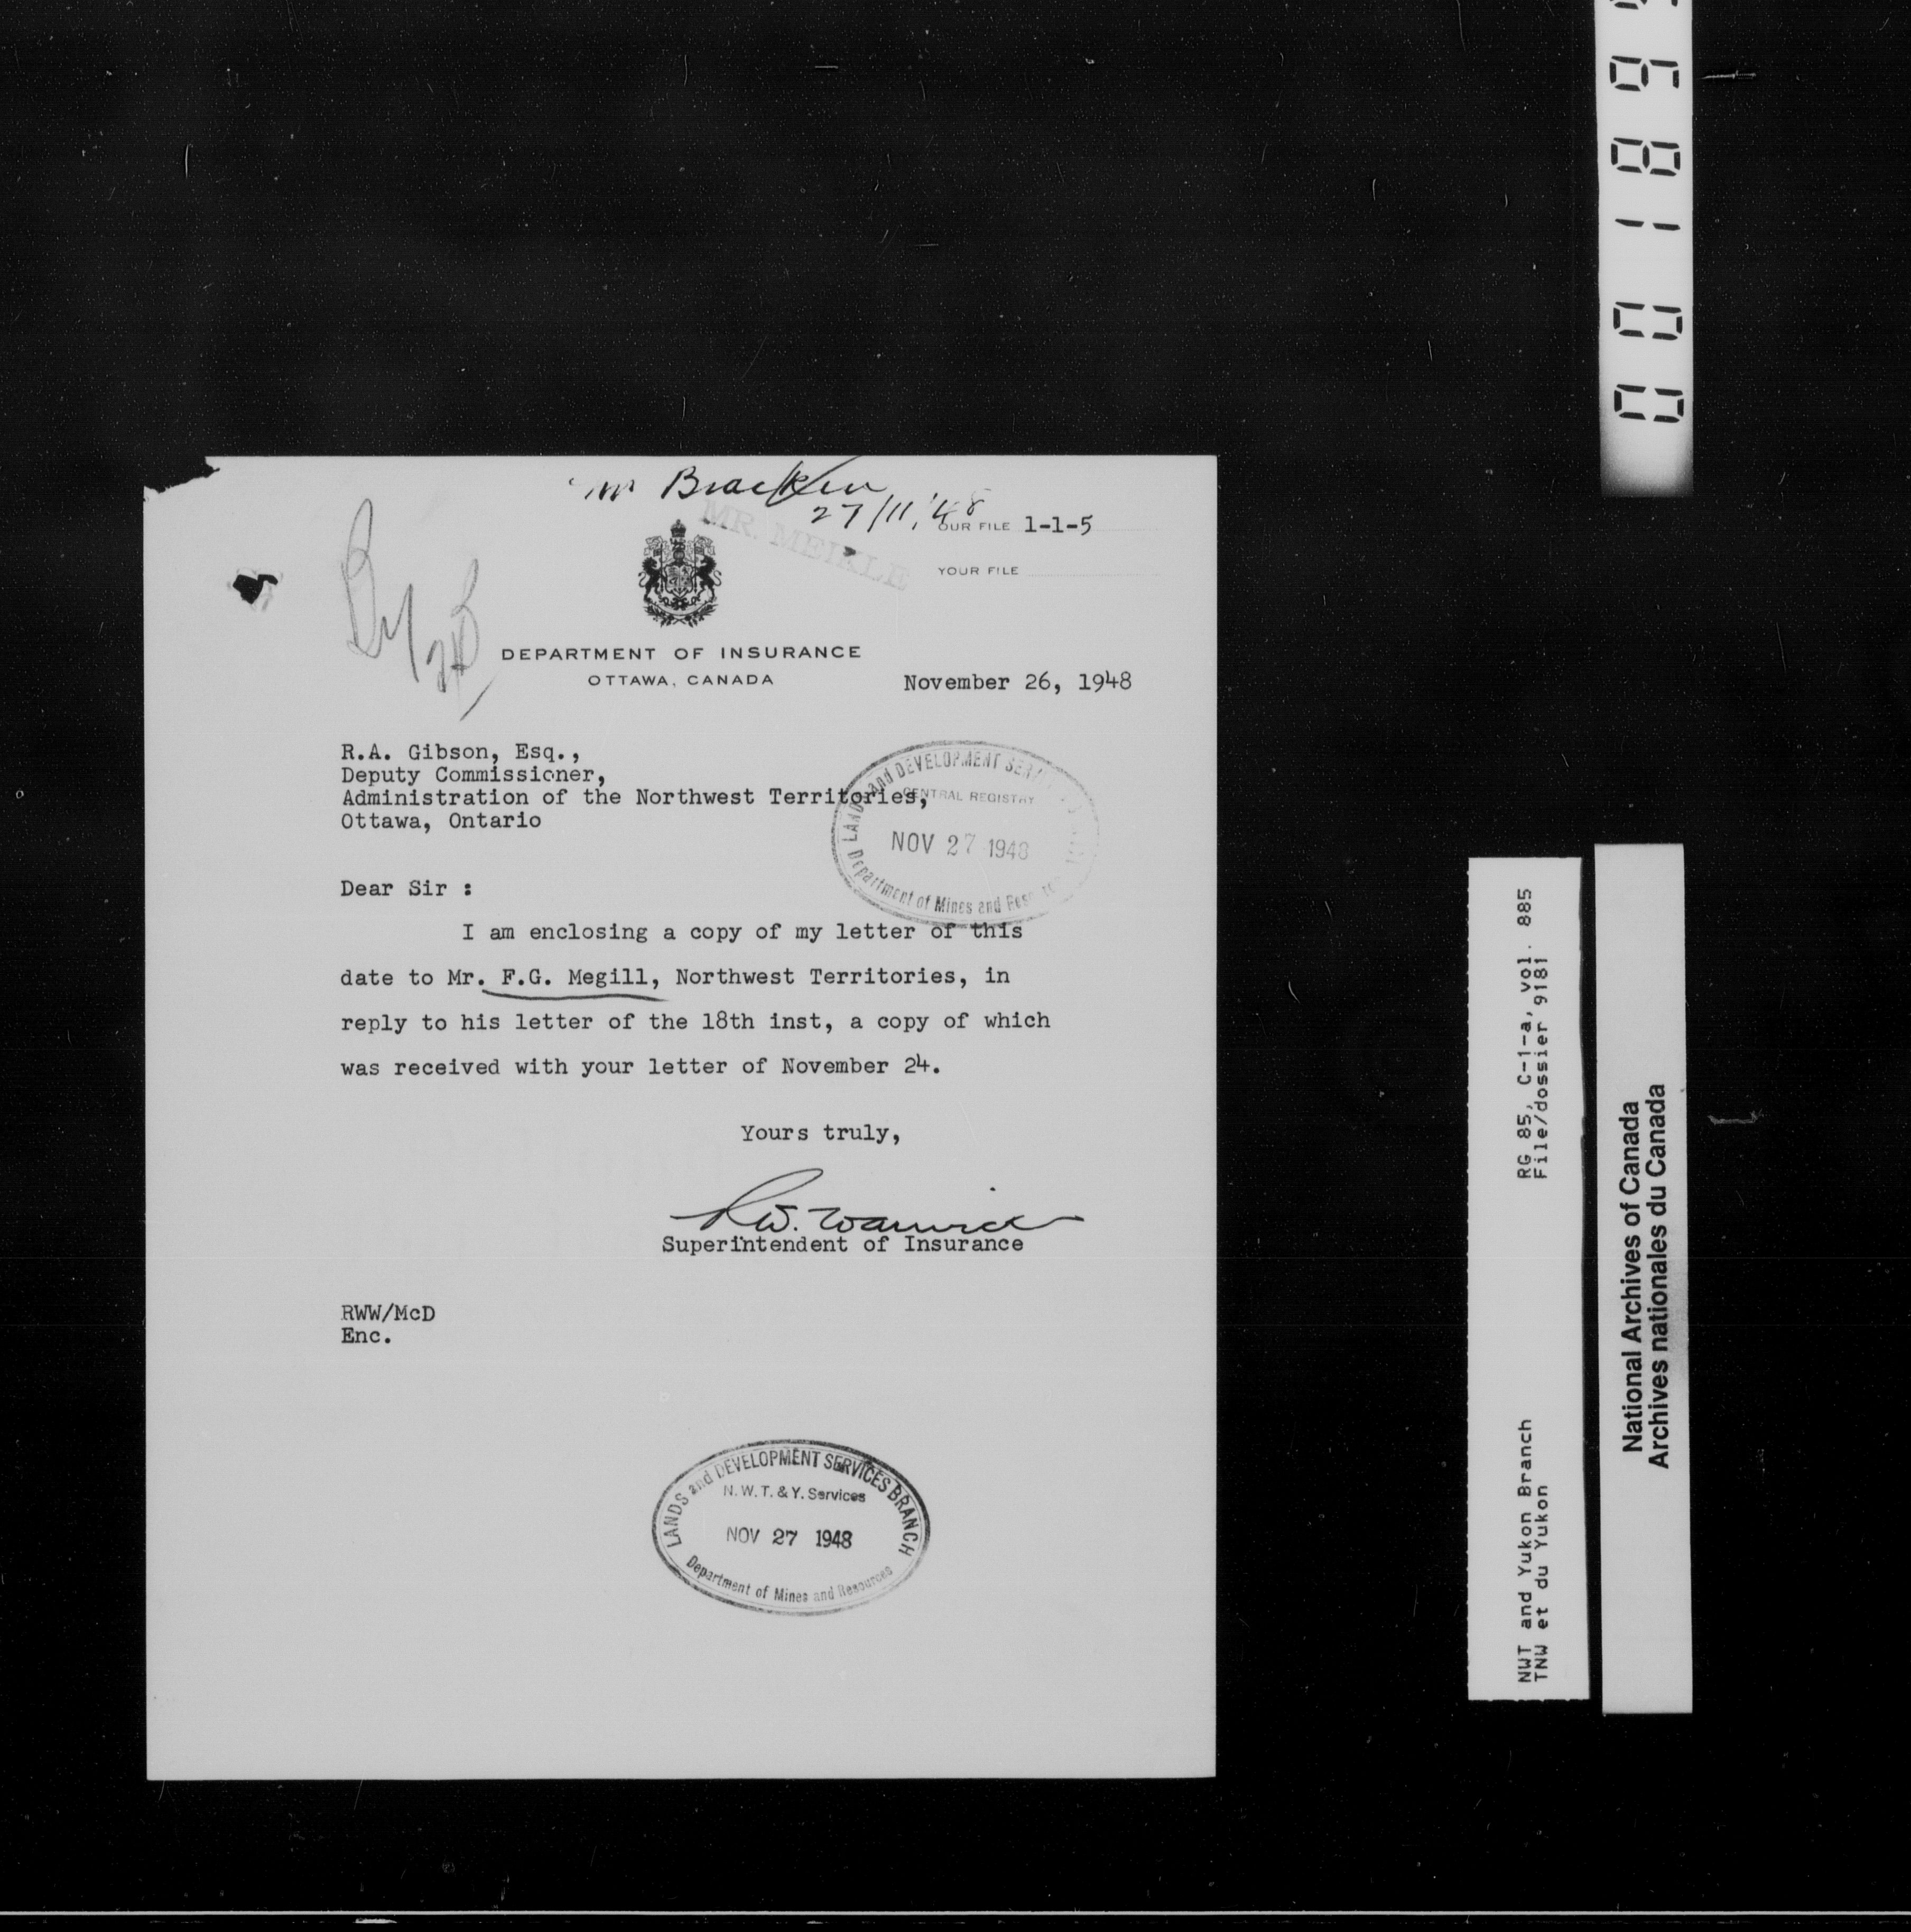 Mr Bracken
27/11/48
MR. MEIKLE
OUR FILE 1-1-5
YOUR FILE
DEPARTMENT OF INSURANCE
OTTAWA, CANADA
November 26, 1948
R.A. Gibson, Esq.,
Deputy Commissioner,
Administration of the Northwest Territories,
Ottawa, Ontario
LANDS and DEVELOPMENT
CENTRAL REGISTRY
NOV 27 1948
Department of Mines and
Dear Sir :
I am enclosing a copy of my letter of this
date to Mr. F.G. Megill, Northwest Territories, in
reply to his letter of the 18th inst, a copy of which
was received with your letter of November 24.
Yours truly,
R.W. Warwick
Superintendent of Insurance
RWW/McD
Enc.
LANDS and DEVELOPMENT SERVICES BRANCH
N.W.T. & Y. Services
NOV 27 1948
Department of Mines and Resources
RG 85, C-1-a, vol. 885
File/dossier 9181
NWT and Yukon Branch
TNW et du Yukon
National Archives of Canada
Archives nationales du Canada